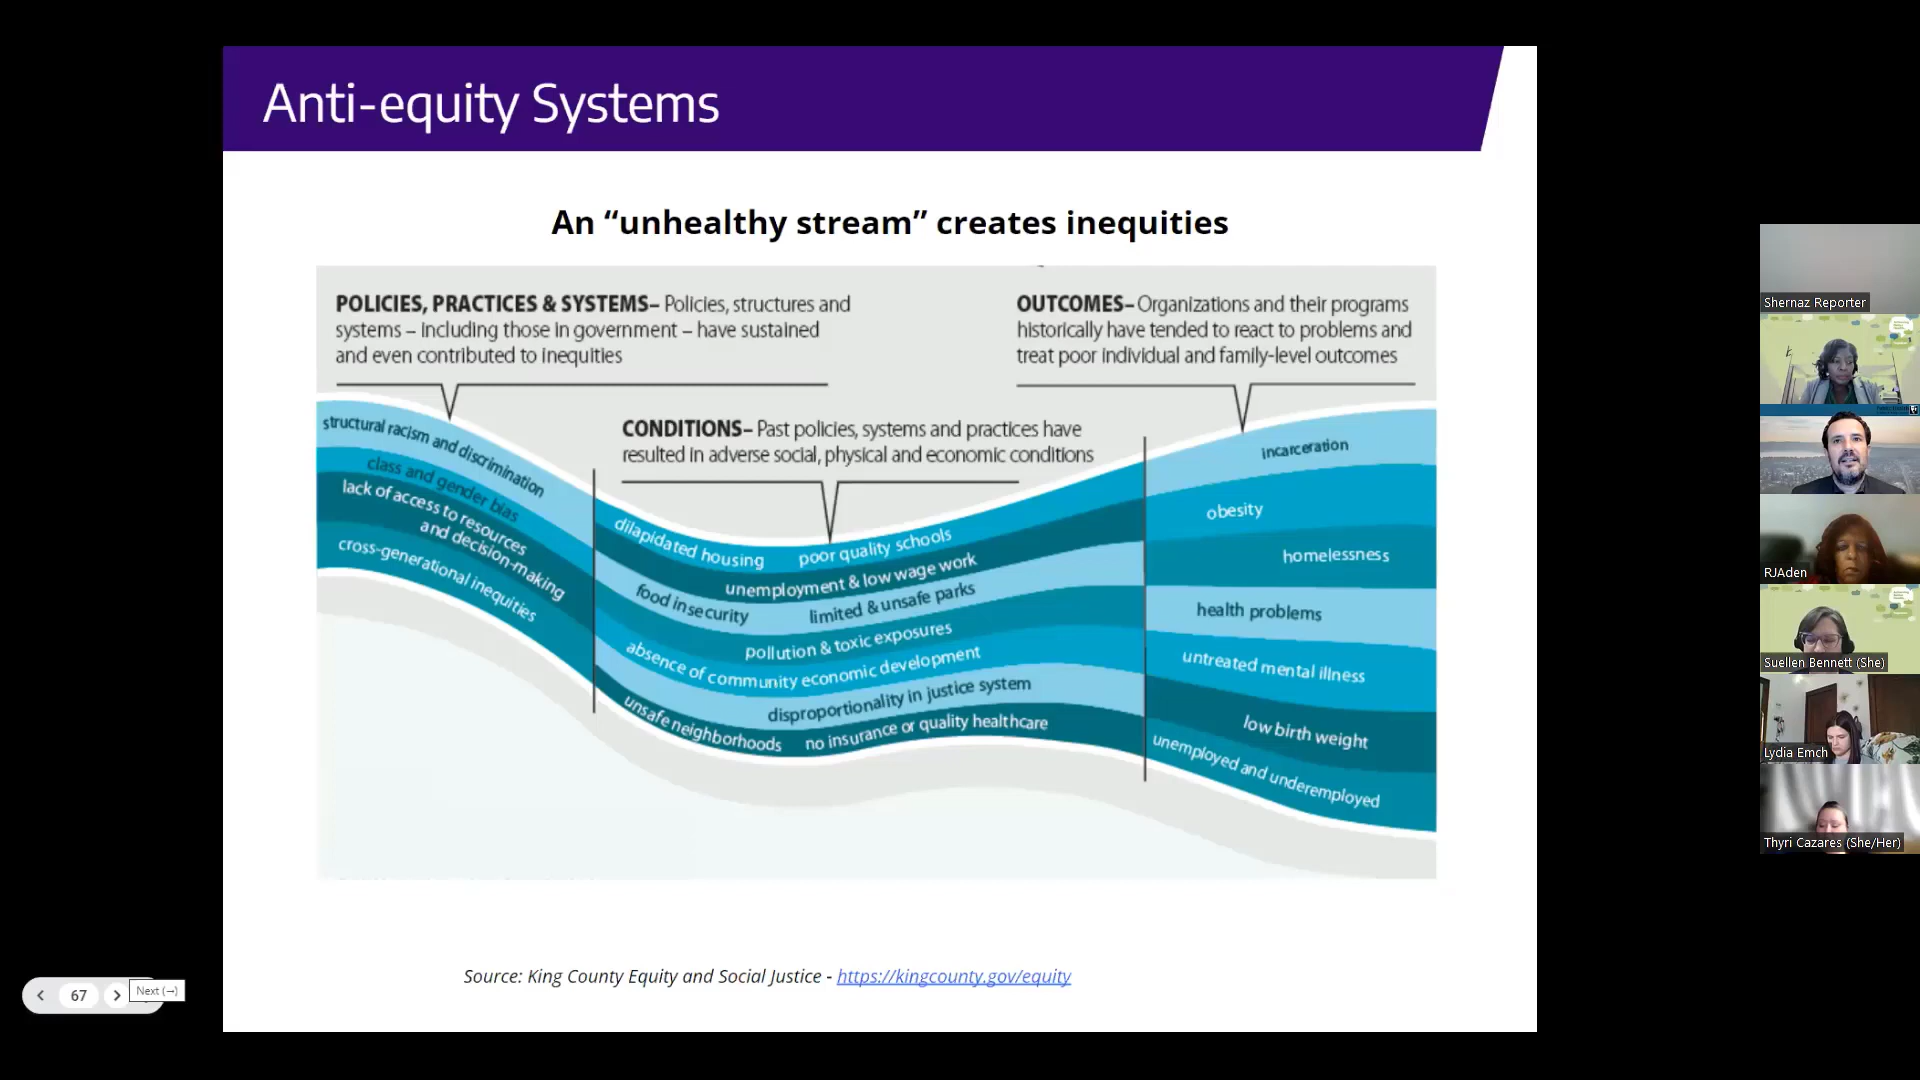 Anti-equity Systems
An “unhealthy stream” creates inequities
POLICIES, PRACTICES & SYSTEMS– Policies, structures and
systems – including those in government – have sustained
and even contributed to inequities
OUTCOMES– Organizations and their programs
historically have tended to react to problems and
treat poor individual and family-level outcomes
CONDITIONS– Past policies, systems and practices have
resulted in adverse social, physical and economic conditions
structural racism and discrimination
class and gender bias
lack of access to resources
and decision-making
cross-generational inequities
dilapidated housing
poor quality schools
unemployment & low wage work
food insecurity
limited & unsafe parks
pollution & toxic exposures
absence of community economic development
disproportionality in justice system
unsafe neighborhoods
no insurance or quality healthcare
incarceration
obesity
homelessness
health problems
untreated mental illness
low birth weight
unemployed and underemployed
Source: King County Equity and Social Justice - https://kingcounty.gov/equity
67
Next (→)
Shernaz Reporter
RJAden
Suellen Bennett (She)
Lydia Emch
Thyri Cazares (She/Her)